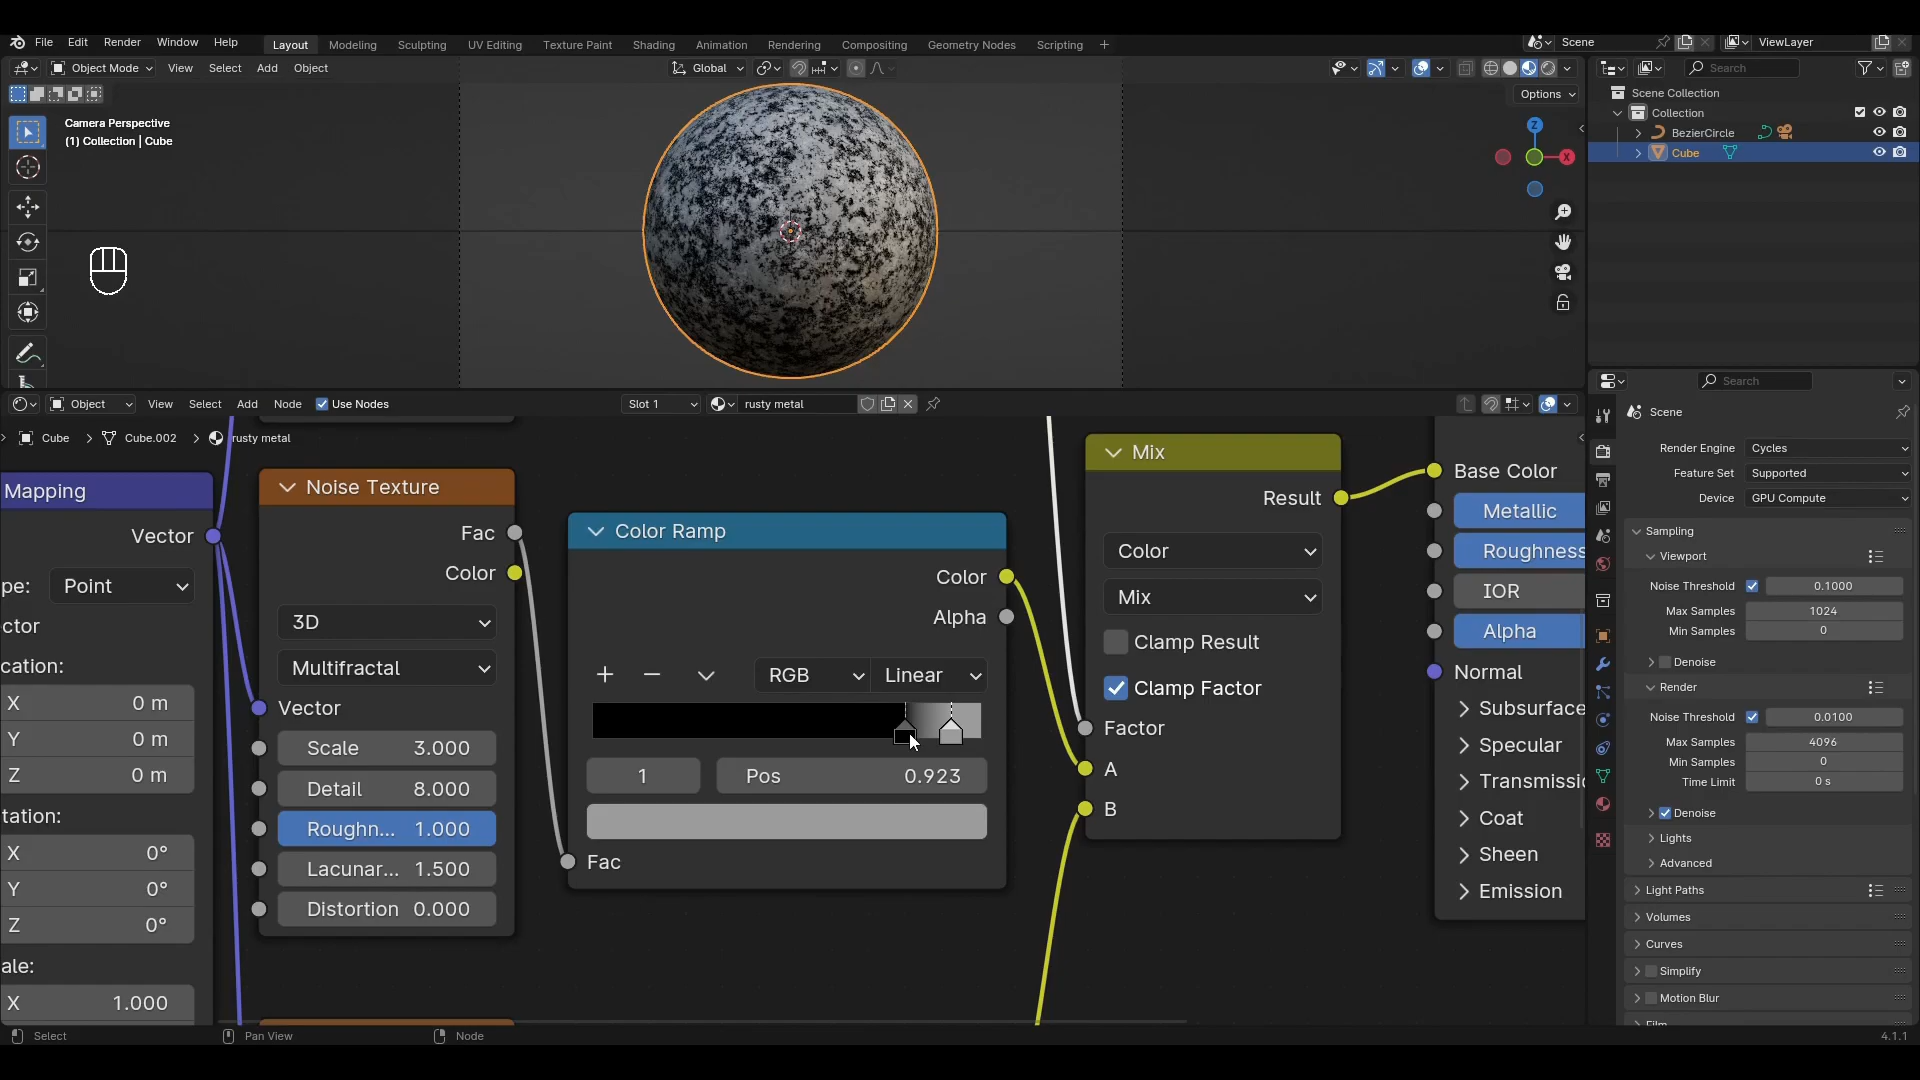 File Edit Render Window Help Layout Modeling Sculpting UV Editing Texture Paint Shading Animation Rendering Compositing Geometry Nodes Scripting + Scene ViewLayer
Object Mode View Select Add Object Global Search
Options
Camera Perspective
(1) Collection | Cube
Z
X
Scene Collection
Collection
BezierCircle
Cube
Object View Select Add Node Use Nodes Slot 1 rusty metal
Cube > Cube.002 > rusty metal
Mapping
Vector
pe: Point
ctor
cation:
X 0 m
Y 0 m
Z 0 m
tation:
X 0°
Y 0°
Z 0°
ale:
X 1.000
Noise Texture
Fac
Color
3D
Multifractal
Vector
Scale 3.000
Detail 8.000
Roughn... 1.000
Lacunar... 1.500
Distortion 0.000
Color Ramp
Color
Alpha
+ − RGB Linear
1 Pos 0.923
Fac
Mix
Result
Color
Mix
Clamp Result
Clamp Factor
Factor
A
B
Base Color
Metallic
Roughness
IOR
Alpha
Normal
Subsurface
Specular
Transmissi
Coat
Sheen
Emission
Search
Scene
Render Engine Cycles
Feature Set Supported
Device GPU Compute
Sampling
Viewport
Noise Threshold 0.1000
Max Samples 1024
Min Samples 0
Denoise
Render
Noise Threshold 0.0100
Max Samples 4096
Min Samples 0
Time Limit 0 s
Denoise
Lights
Advanced
Light Paths
Volumes
Curves
Simplify
Motion Blur
Film
Select Pan View Node 4.1.1